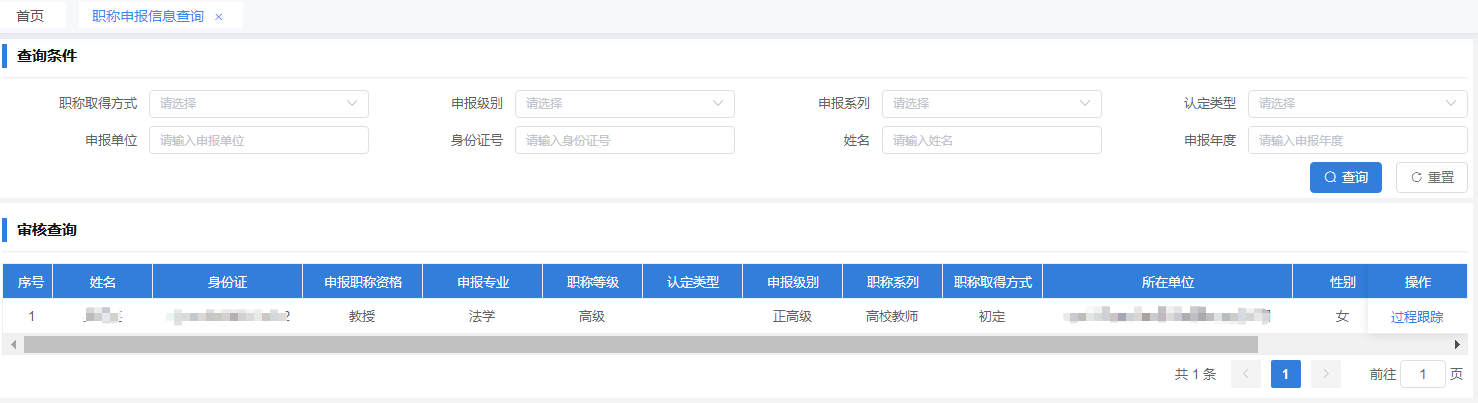 首页 职称申报信息查询 ×
查询条件
职称取得方式 请选择 申报级别 请选择 申报系列 请选择 认定类型 请选择
申报单位 请输入申报单位 身份证号 请输入身份证号 姓名 请输入姓名 申报年度 请输入申报年度
查询 重置
审核查询
序号 姓名 身份证 申报职称资格 申报专业 职称等级 认定类型 申报级别 职称系列 职称取得方式 所在单位 性别 操作
1 教授 法学 高级 正高级 高校教师 初定 女 过程跟踪
共 1 条 1 前往 1 页